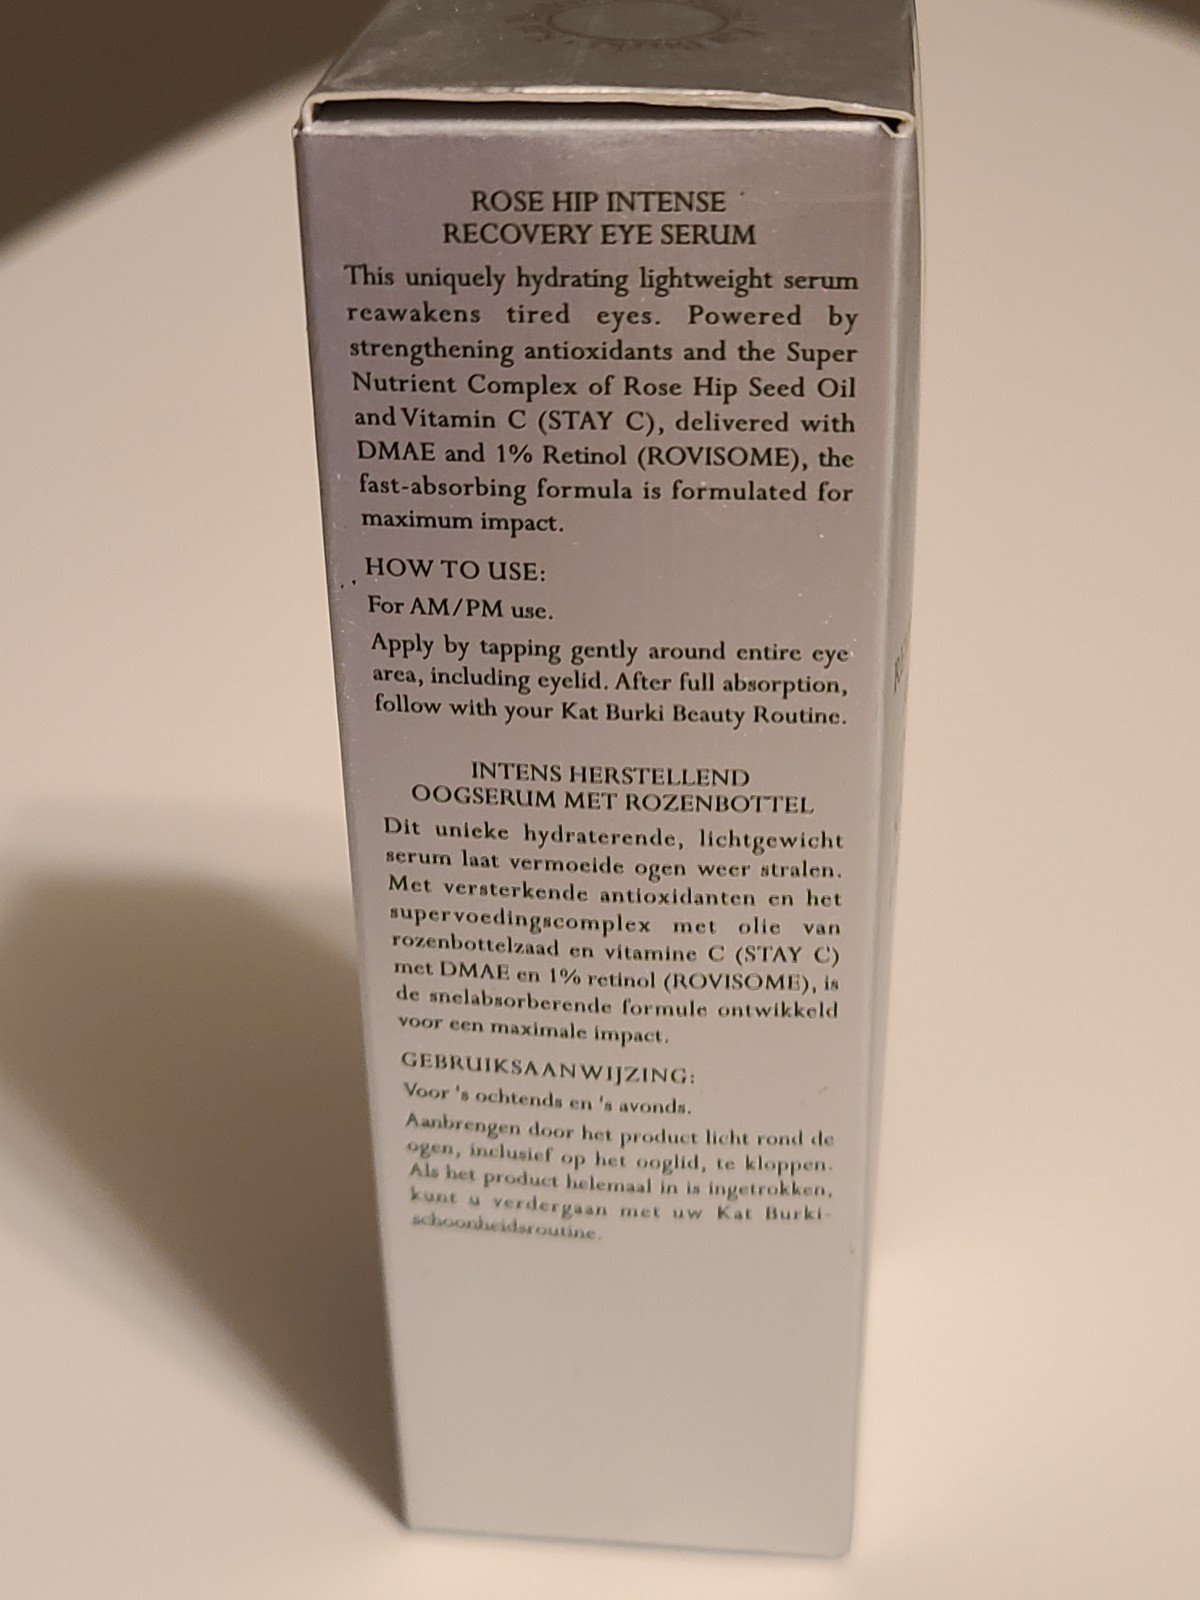 ROSE HIP INTENSE
RECOVERY EYE SERUM
This uniquely hydrating lightweight serum
reawakens tired eyes. Powered by
strengthening antioxidants and the Super
Nutrient Complex of Rose Hip Seed Oil
and Vitamin C (STAY C), delivered with
DMAE and 1% Retinol (ROVISOME), the
fast-absorbing formula is formulated for
maximum impact.
HOW TO USE:
For AM/PM use.
Apply by tapping gently around entire eye
area, including eyelid. After full absorption,
follow with your Kat Burki Beauty Routine.
INTENS HERSTELLEND
OOGSERUM MET ROZENBOTTEL
Dit unieke hydraterende, lichtgewicht
serum laat vermoeide ogen weer stralen.
Met versterkende antioxidanten en het
supervoedingscomplex met olie van
rozenbottelzaad en vitamine C (STAY C)
met DMAE en 1% retinol (ROVISOME), is
de snelabsorberende formule ontwikkeld
voor een maximale impact.
GEBRUIKSAANWIJZING:
Voor 's ochtends en 's avonds.
Aanbrengen door het product licht rond de
ogen, inclusief op het ooglid, te kloppen.
Als het product helemaal in is ingetrokken,
kunt u verdergaan met uw Kat Burki-
schoonheidsroutine.